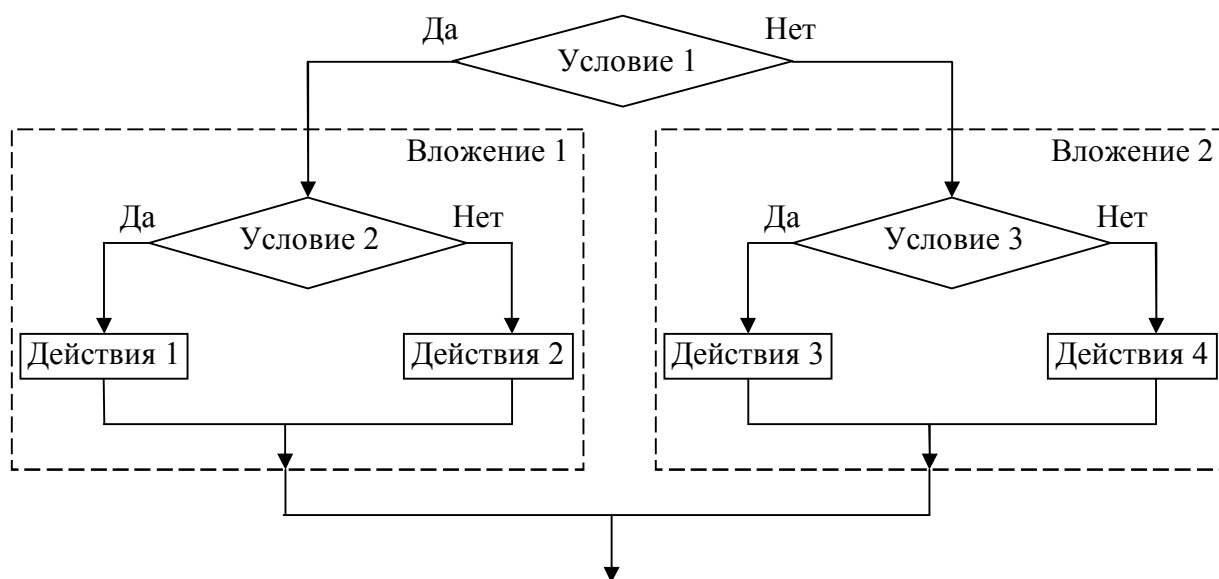 Да
Нет
Условие 1
Вложение 1
Вложение 2
Да
Нет
Да
Нет
Условие 2
Условие 3
Действия 1
Действия 2
Действия 3
Действия 4